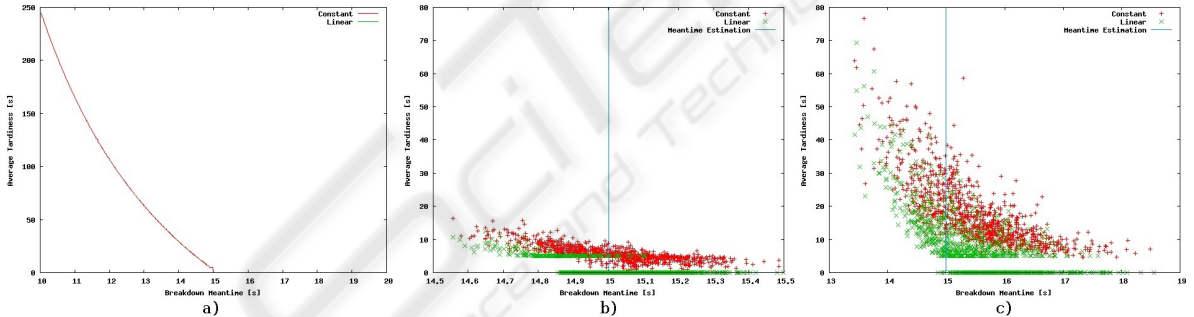 250
200
150
100
50
0
Average Tardiness [s]
10 11 12 13 14 15 16 17 18 19 20
Breakdown Meantime [s]
Constant
Linear
a)
80
70
60
50
40
30
20
10
0
Average Tardiness [s]
14.5 14.6 14.7 14.8 14.9 15 15.1 15.2 15.3 15.4 15.5
Breakdown Meantime [s]
Constant
Linear
Meantime Estimation
b)
80
70
60
50
40
30
20
10
0
Average Tardiness [s]
13 14 15 16 17 18 19
Breakdown Meantime [s]
Constant
Linear
Meantime Estimation
c)